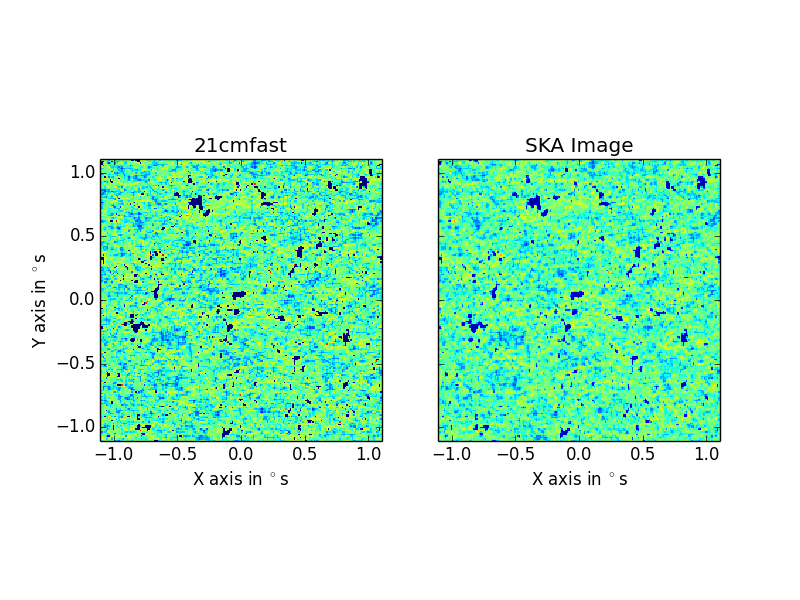 21cmfast
SKA Image
1.0
0.5
0.0
−0.5
−1.0
Y axis in °s
−1.0 −0.5 0.0 0.5 1.0
−1.0 −0.5 0.0 0.5 1.0
X axis in °s
X axis in °s